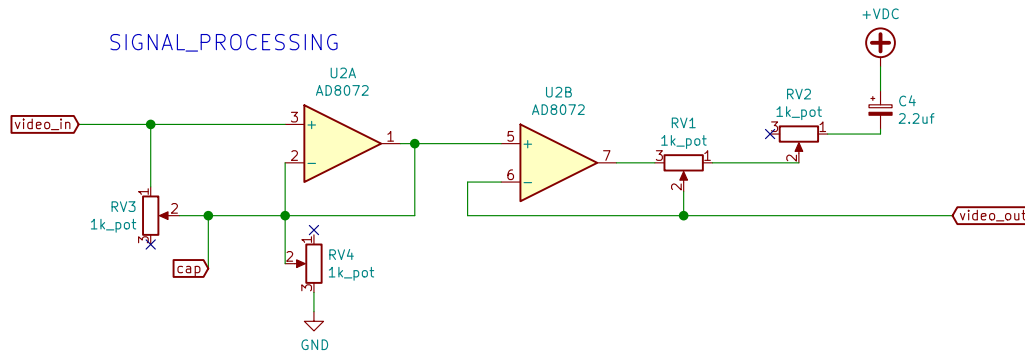 SIGNAL_PROCESSING
+VDC
U2A
AD8072
U2B
AD8072
RV2
1k_pot
C4
2.2uf
RV1
1k_pot
video_in
3
+
1
2
−
5
+
7
6
−
3
1
2
3
1
2
+
RV3
1k_pot
1
2
3
cap
1
2
3
RV4
1k_pot
GND
video_out